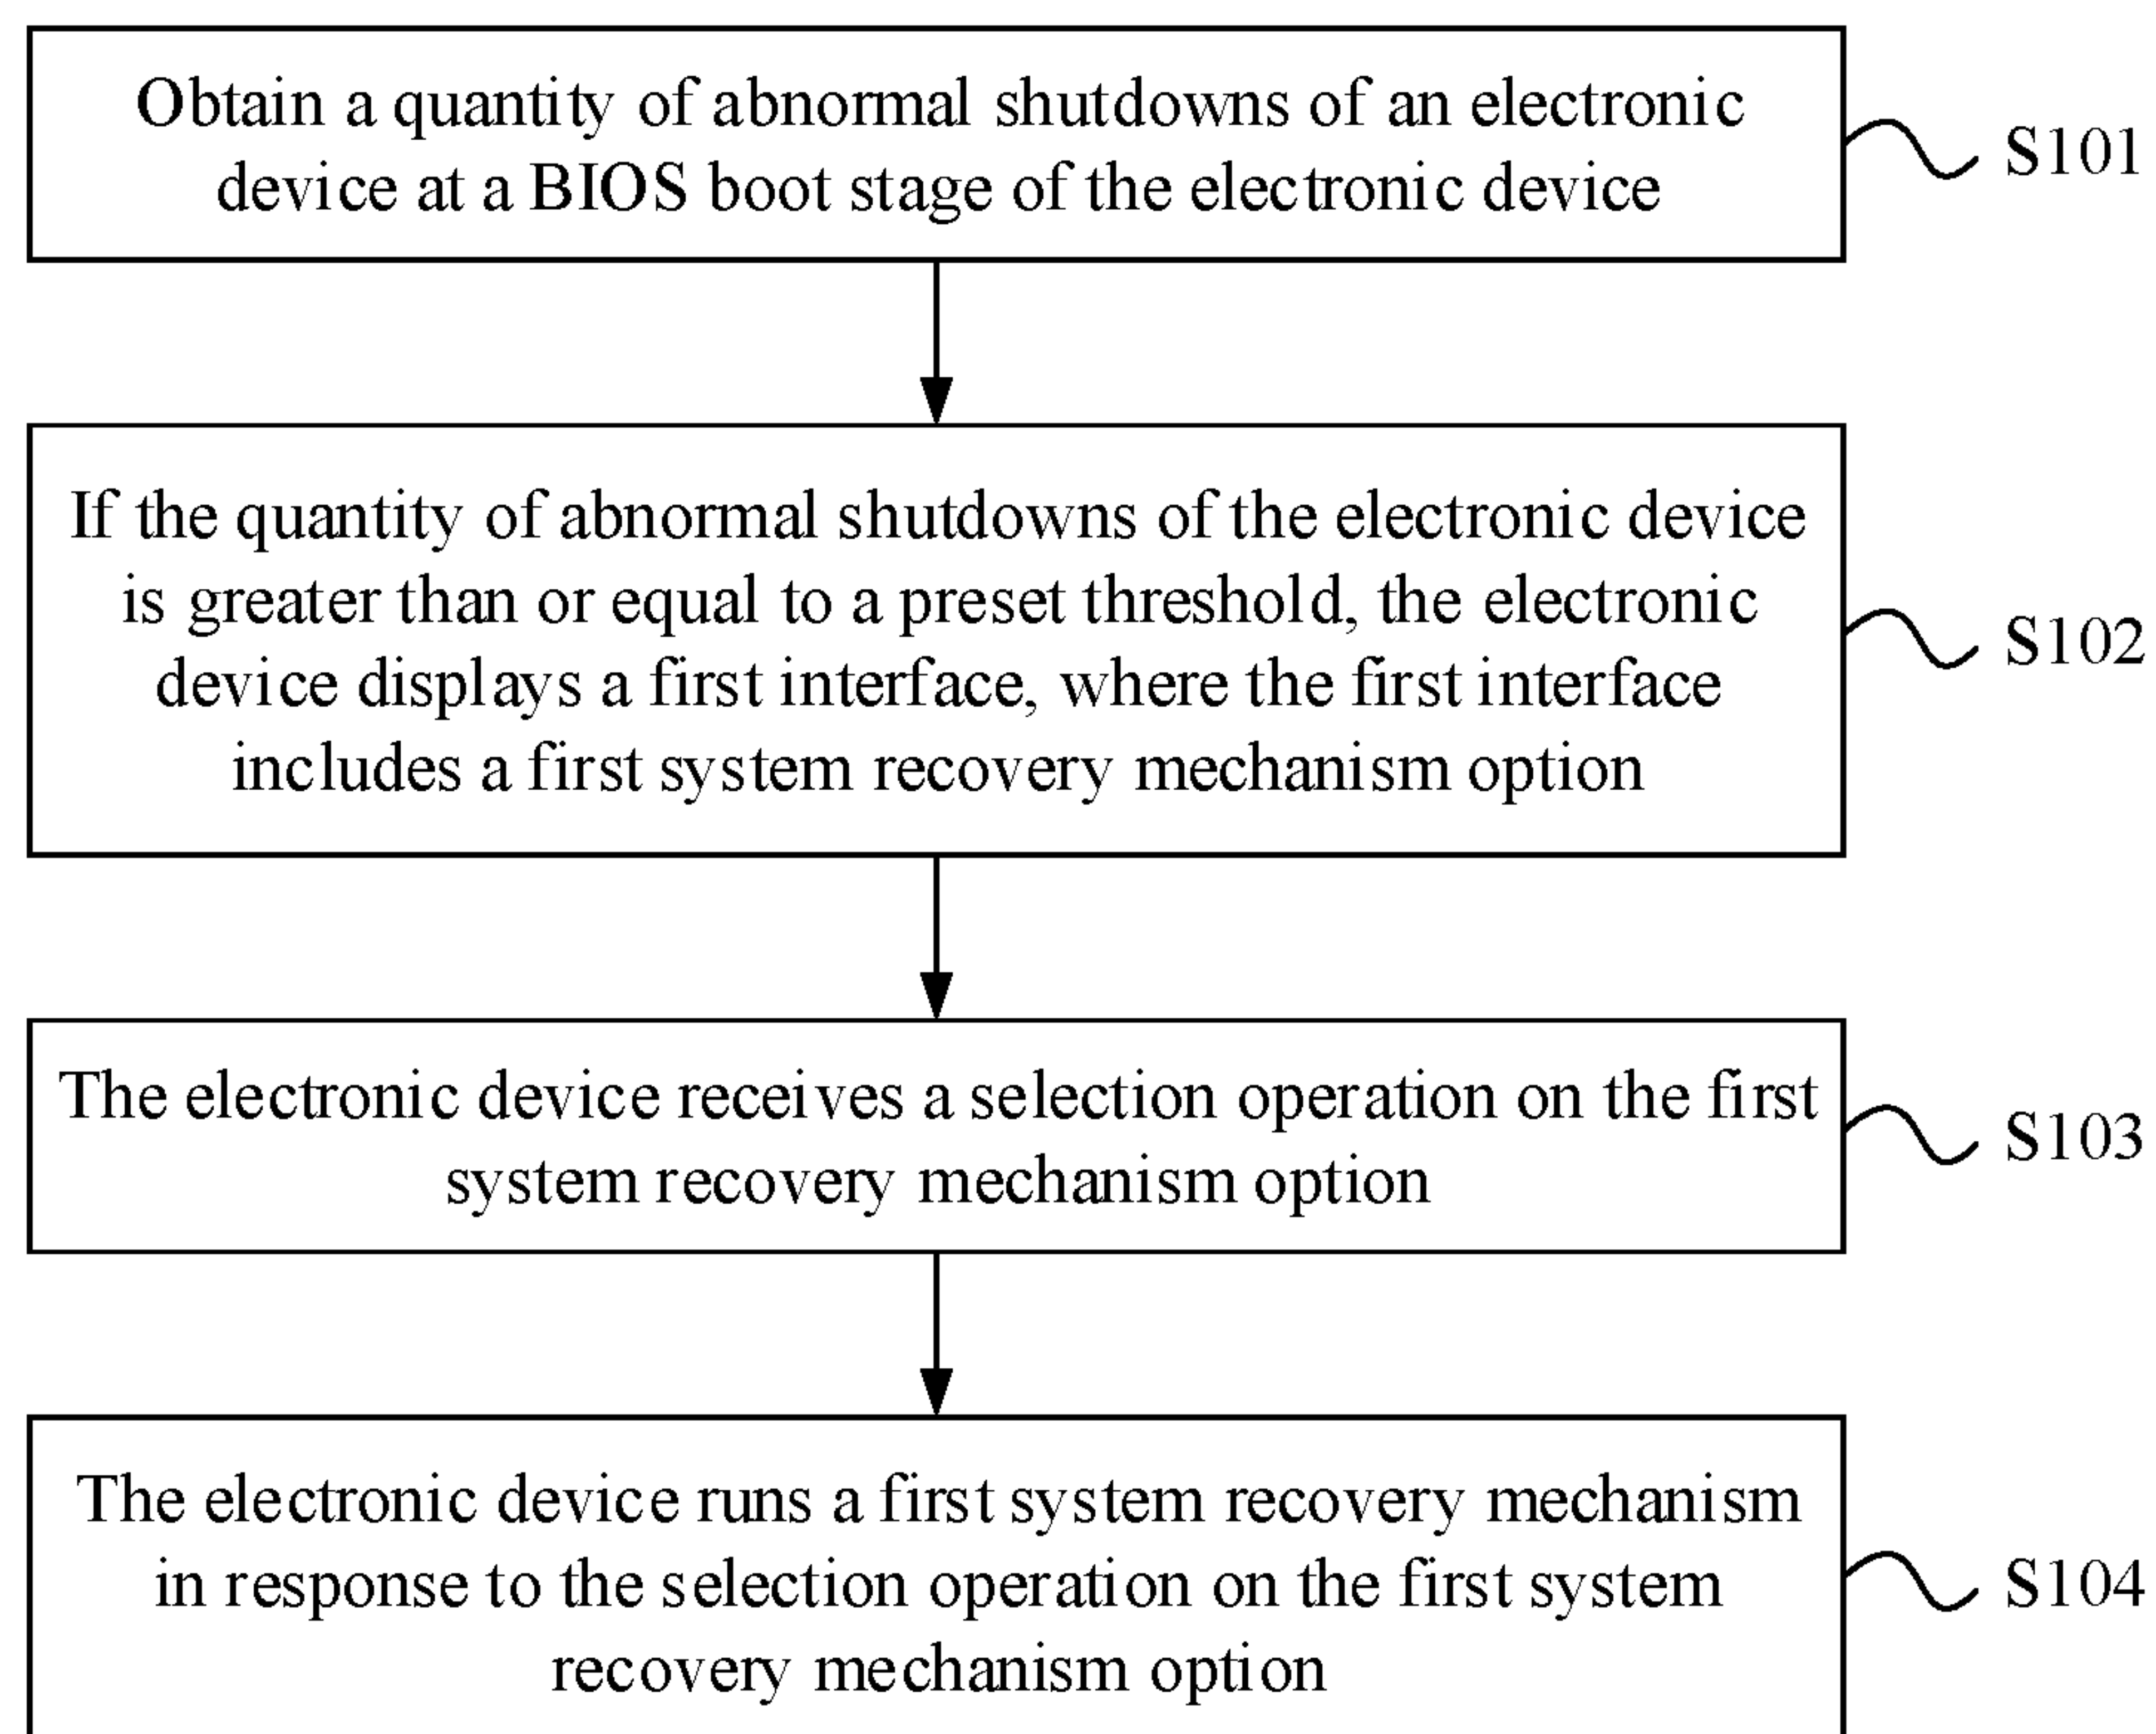 Obtain a quantity of abnormal shutdowns of an electronic
device at a BIOS boot stage of the electronic device
S101
If the quantity of abnormal shutdowns of the electronic device
is greater than or equal to a preset threshold, the electronic
device displays a first interface, where the first interface
includes a first system recovery mechanism option
S102
The electronic device receives a selection operation on the first
system recovery mechanism option
S103
The electronic device runs a first system recovery mechanism
in response to the selection operation on the first system
recovery mechanism option
S104